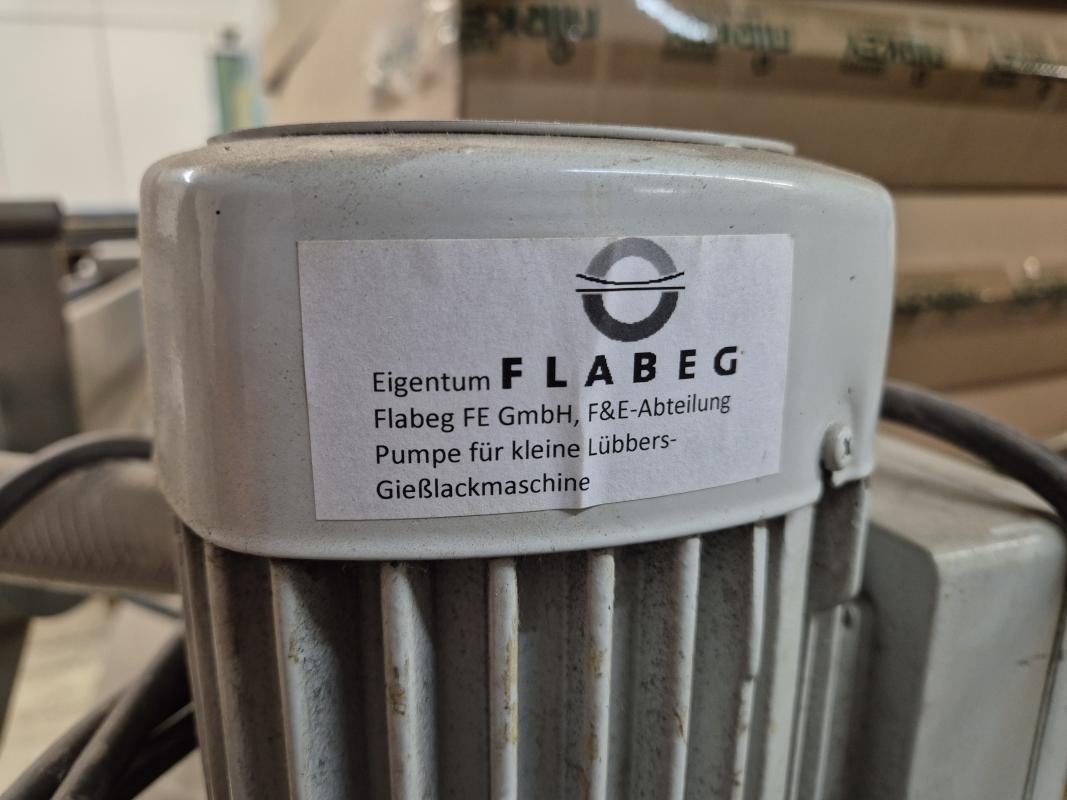 Eigentum FLABEG
Flabeg FE GmbH, F&E-Abteilung
Pumpe für kleine Lübbers-
Gießlackmaschine